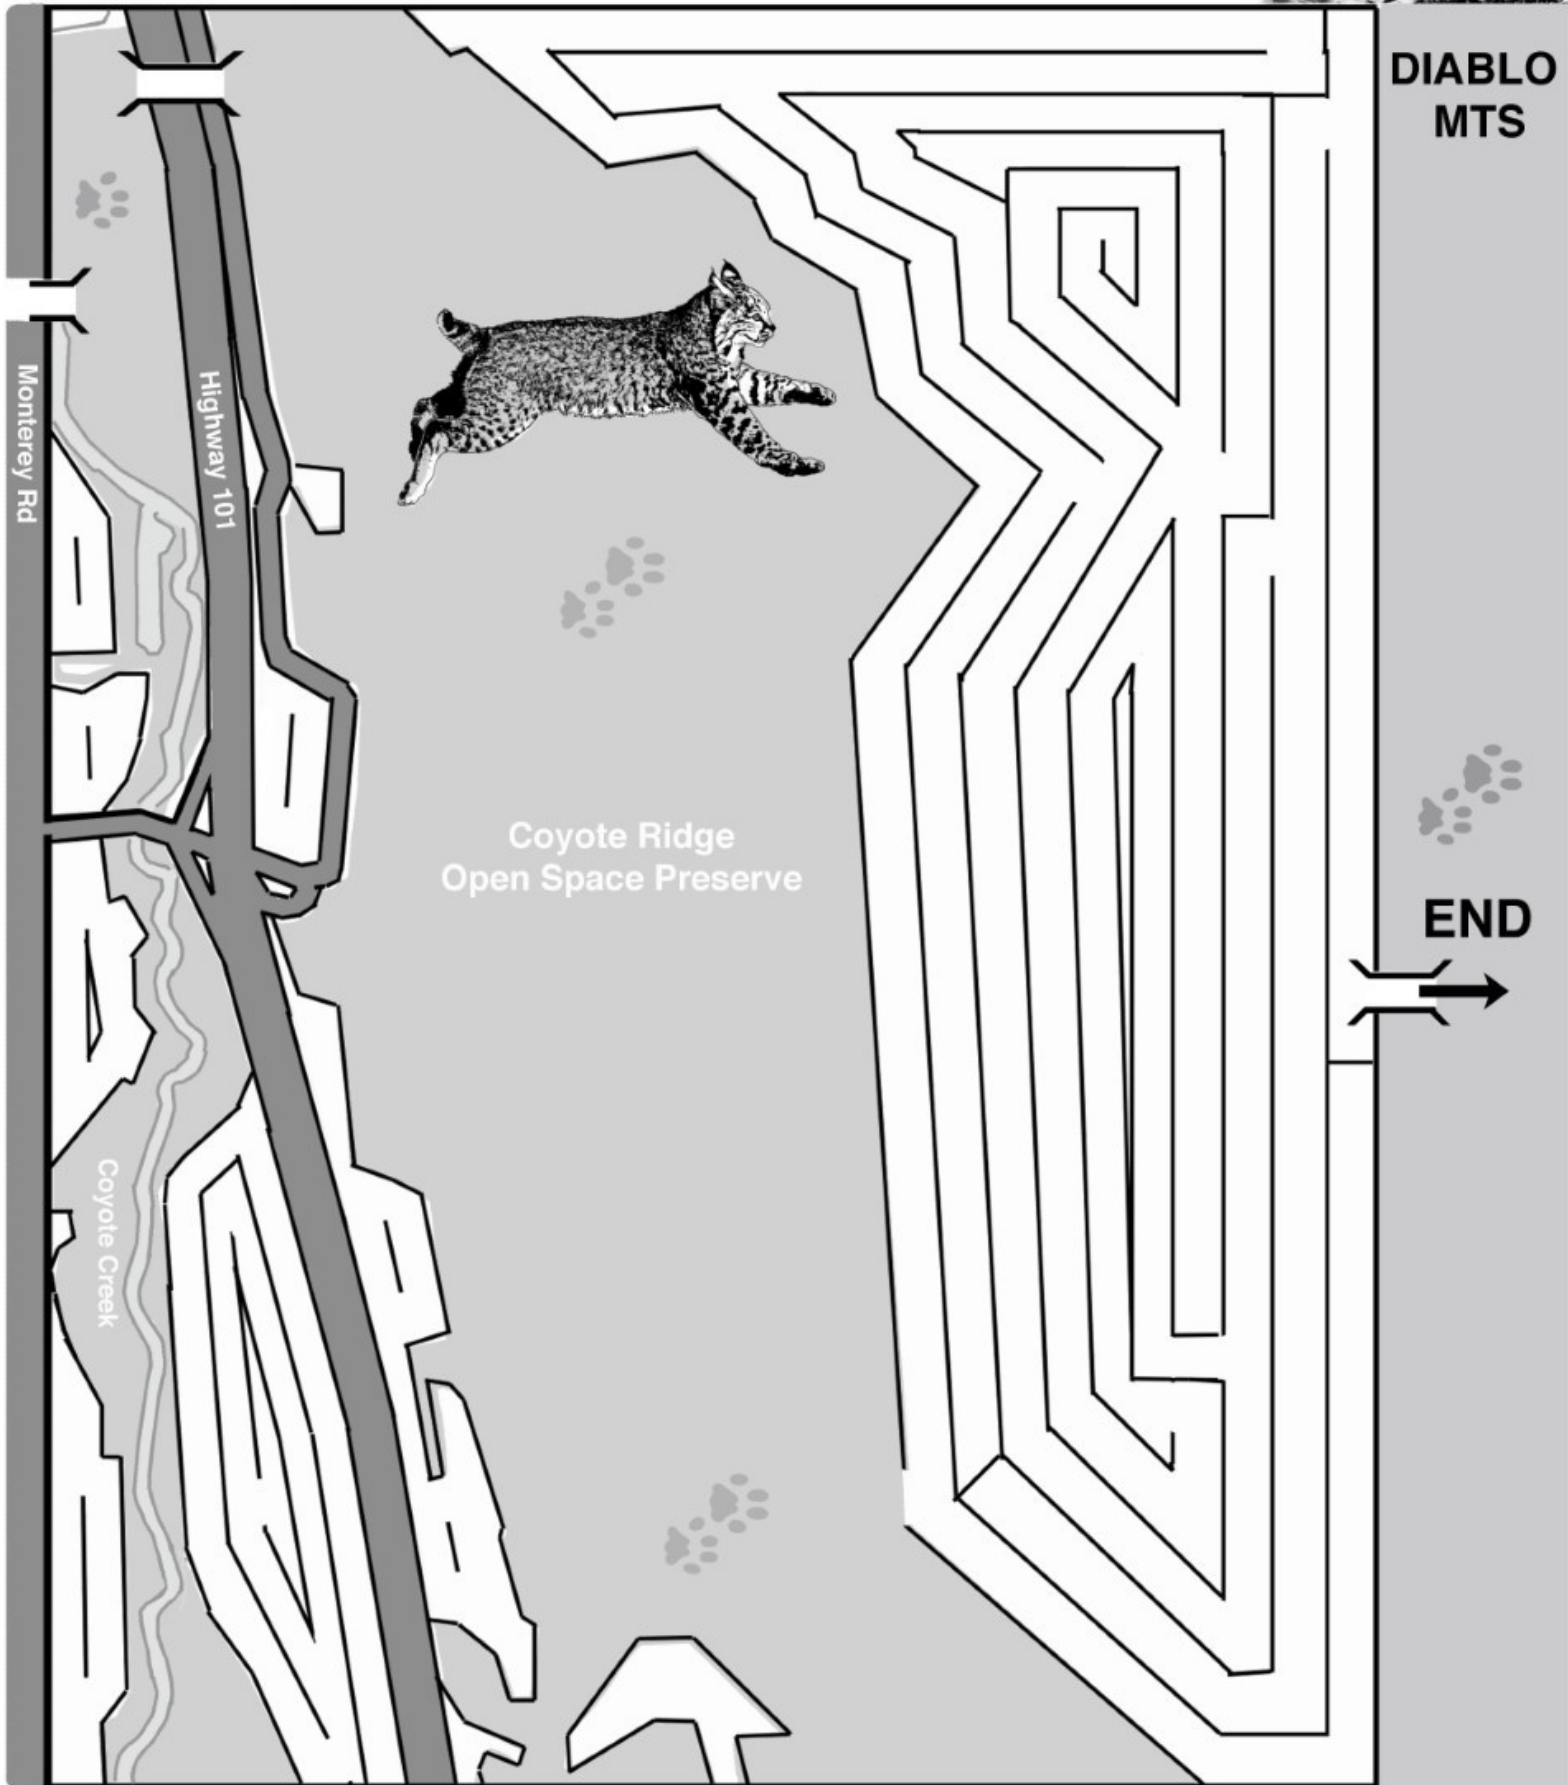 DIABLO
MTS
Monterey Rd
Highway 101
Coyote Ridge
Open Space Preserve
END
Coyote Creek